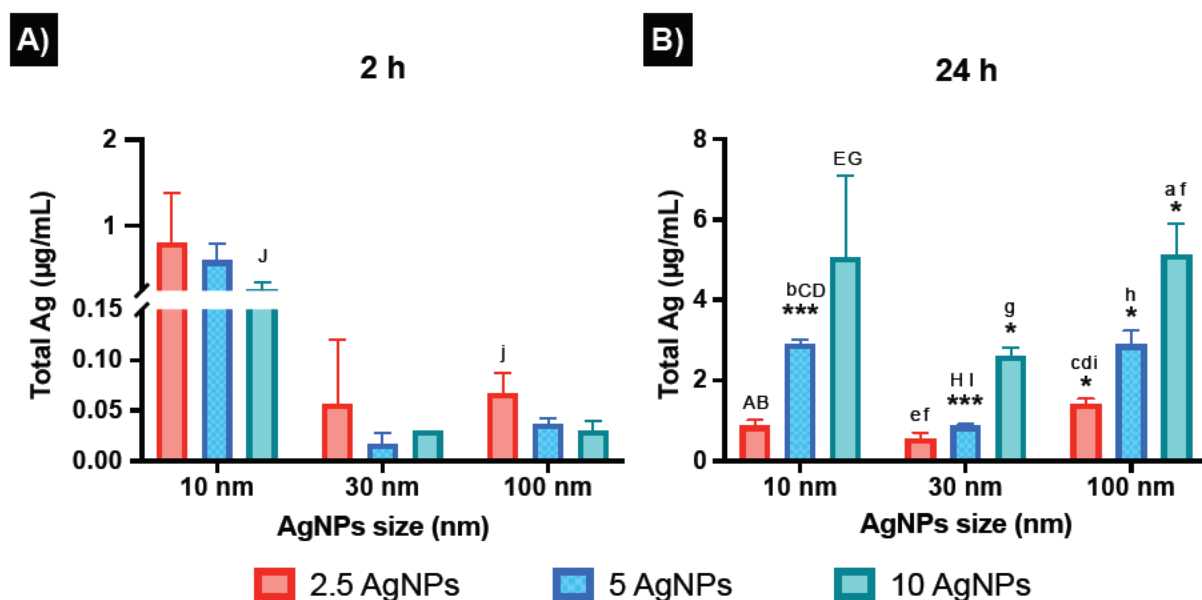 A)
2 h
Total Ag (μg/mL)
2
1
0.15
0.10
0.05
0.00
J
j
10 nm 30 nm 100 nm
AgNPs size (nm)
B)
24 h
Total Ag (μg/mL)
8
6
4
2
0
AB
bCD
***
EG
ef
H I
***
g
*
cdi
*
h
*
af
*
10 nm 30 nm 100 nm
AgNPs size (nm)
2.5 AgNPs 5 AgNPs 10 AgNPs